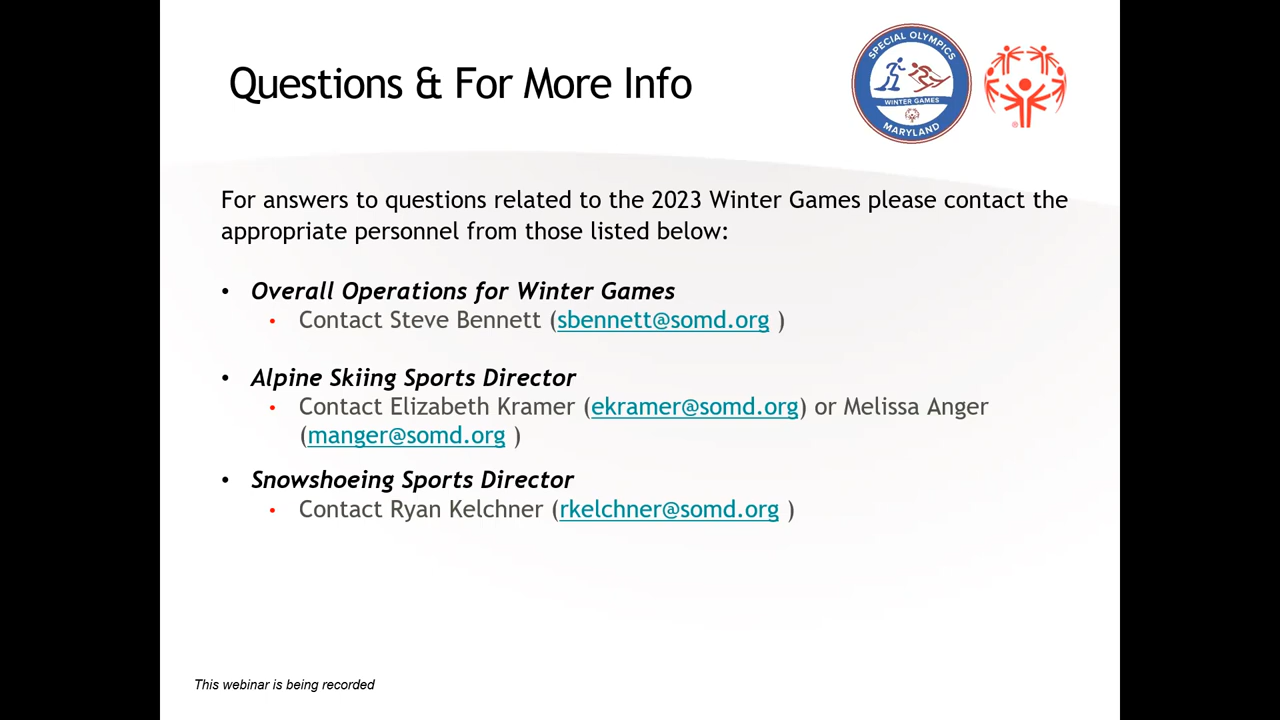 Questions & For More Info
SPECIAL OLYMPICS
WINTER GAMES
MARYLAND
For answers to questions related to the 2023 Winter Games please contact the
appropriate personnel from those listed below:
• Overall Operations for Winter Games
• Contact Steve Bennett (sbennett@somd.org )
• Alpine Skiing Sports Director
• Contact Elizabeth Kramer (ekramer@somd.org) or Melissa Anger
(manger@somd.org )
• Snowshoeing Sports Director
• Contact Ryan Kelchner (rkelchner@somd.org )
This webinar is being recorded